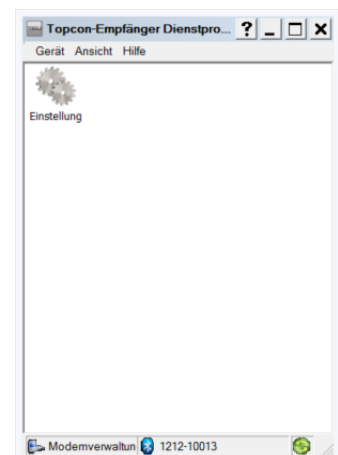 Topcon-Empfänger Dienstpro...
Gerät Ansicht Hilfe
Einstellung
Modemverwaltun 1212-10013